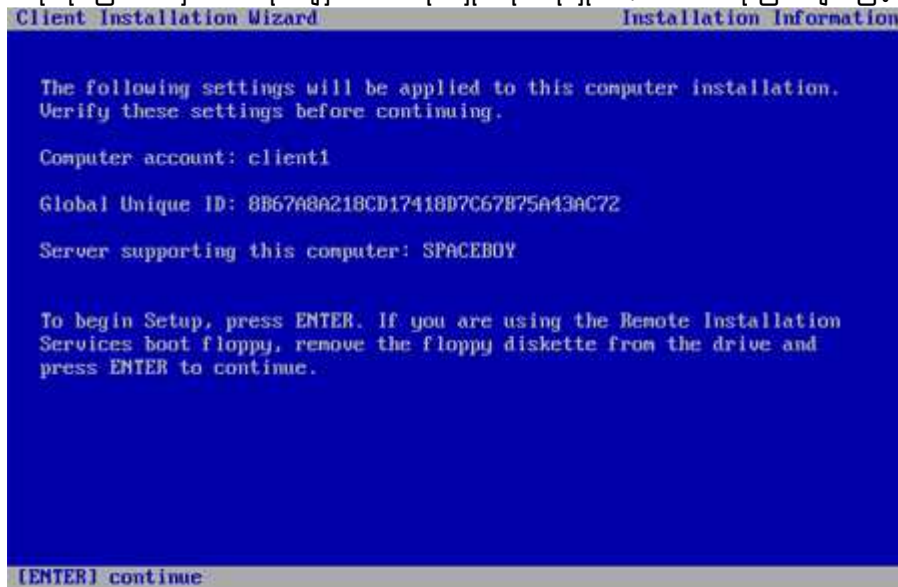 Client Installation Wizard Installation Information
The following settings will be applied to this computer installation.
Verify these settings before continuing.
Computer account: client1
Global Unique ID: 8B67A8A218CD17418D7C67B75A43AC72
Server supporting this computer: SPACEBOY
To begin Setup, press ENTER. If you are using the Remote Installation
Services boot floppy, remove the floppy diskette from the drive and
press ENTER to continue.
[ENTER] continue